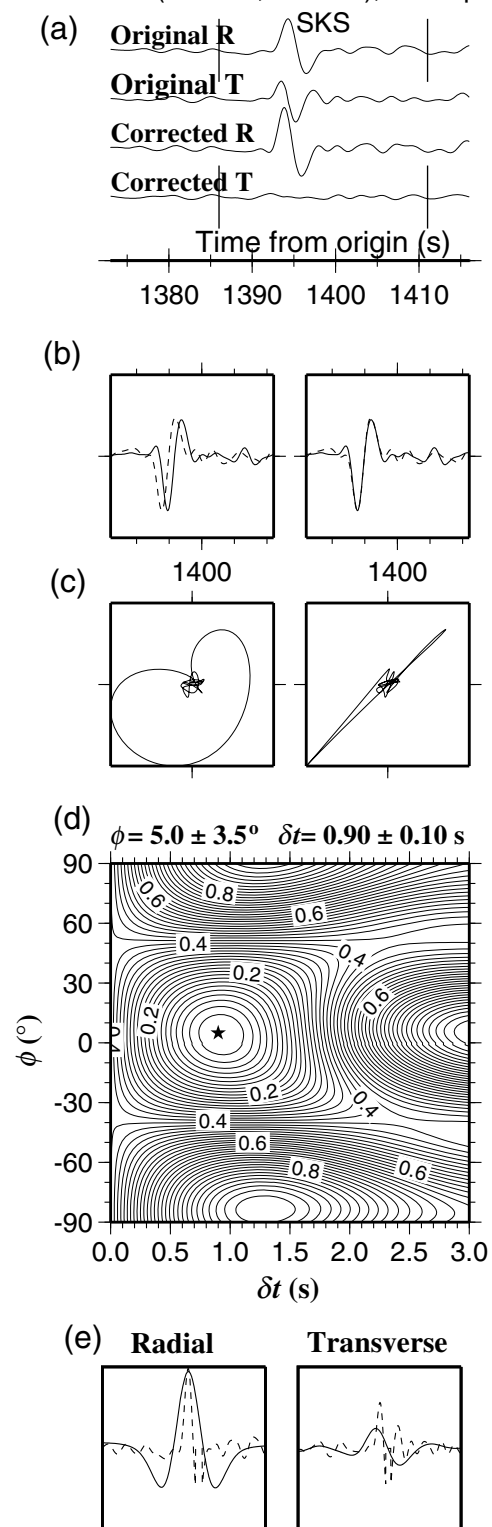 (a)
SKS
Original R
Original T
Corrected R
Corrected T
Time from origin (s)
1380 1390 1400 1410
(b)
1400 1400
(c)
(d)
ϕ = 5.0 ± 3.5° δt = 0.90 ± 0.10 s
90
60
30
0
-30
-60
-90
ϕ (°)
0.6 0.8 0.6
0.4 0.4
0.2 0.6
0.2
0.4
0.2 0.4
0.4
0.6 0.8 0.6
0.0 0.5 1.0 1.5 2.0 2.5 3.0
δt (s)
(e)
Radial Transverse